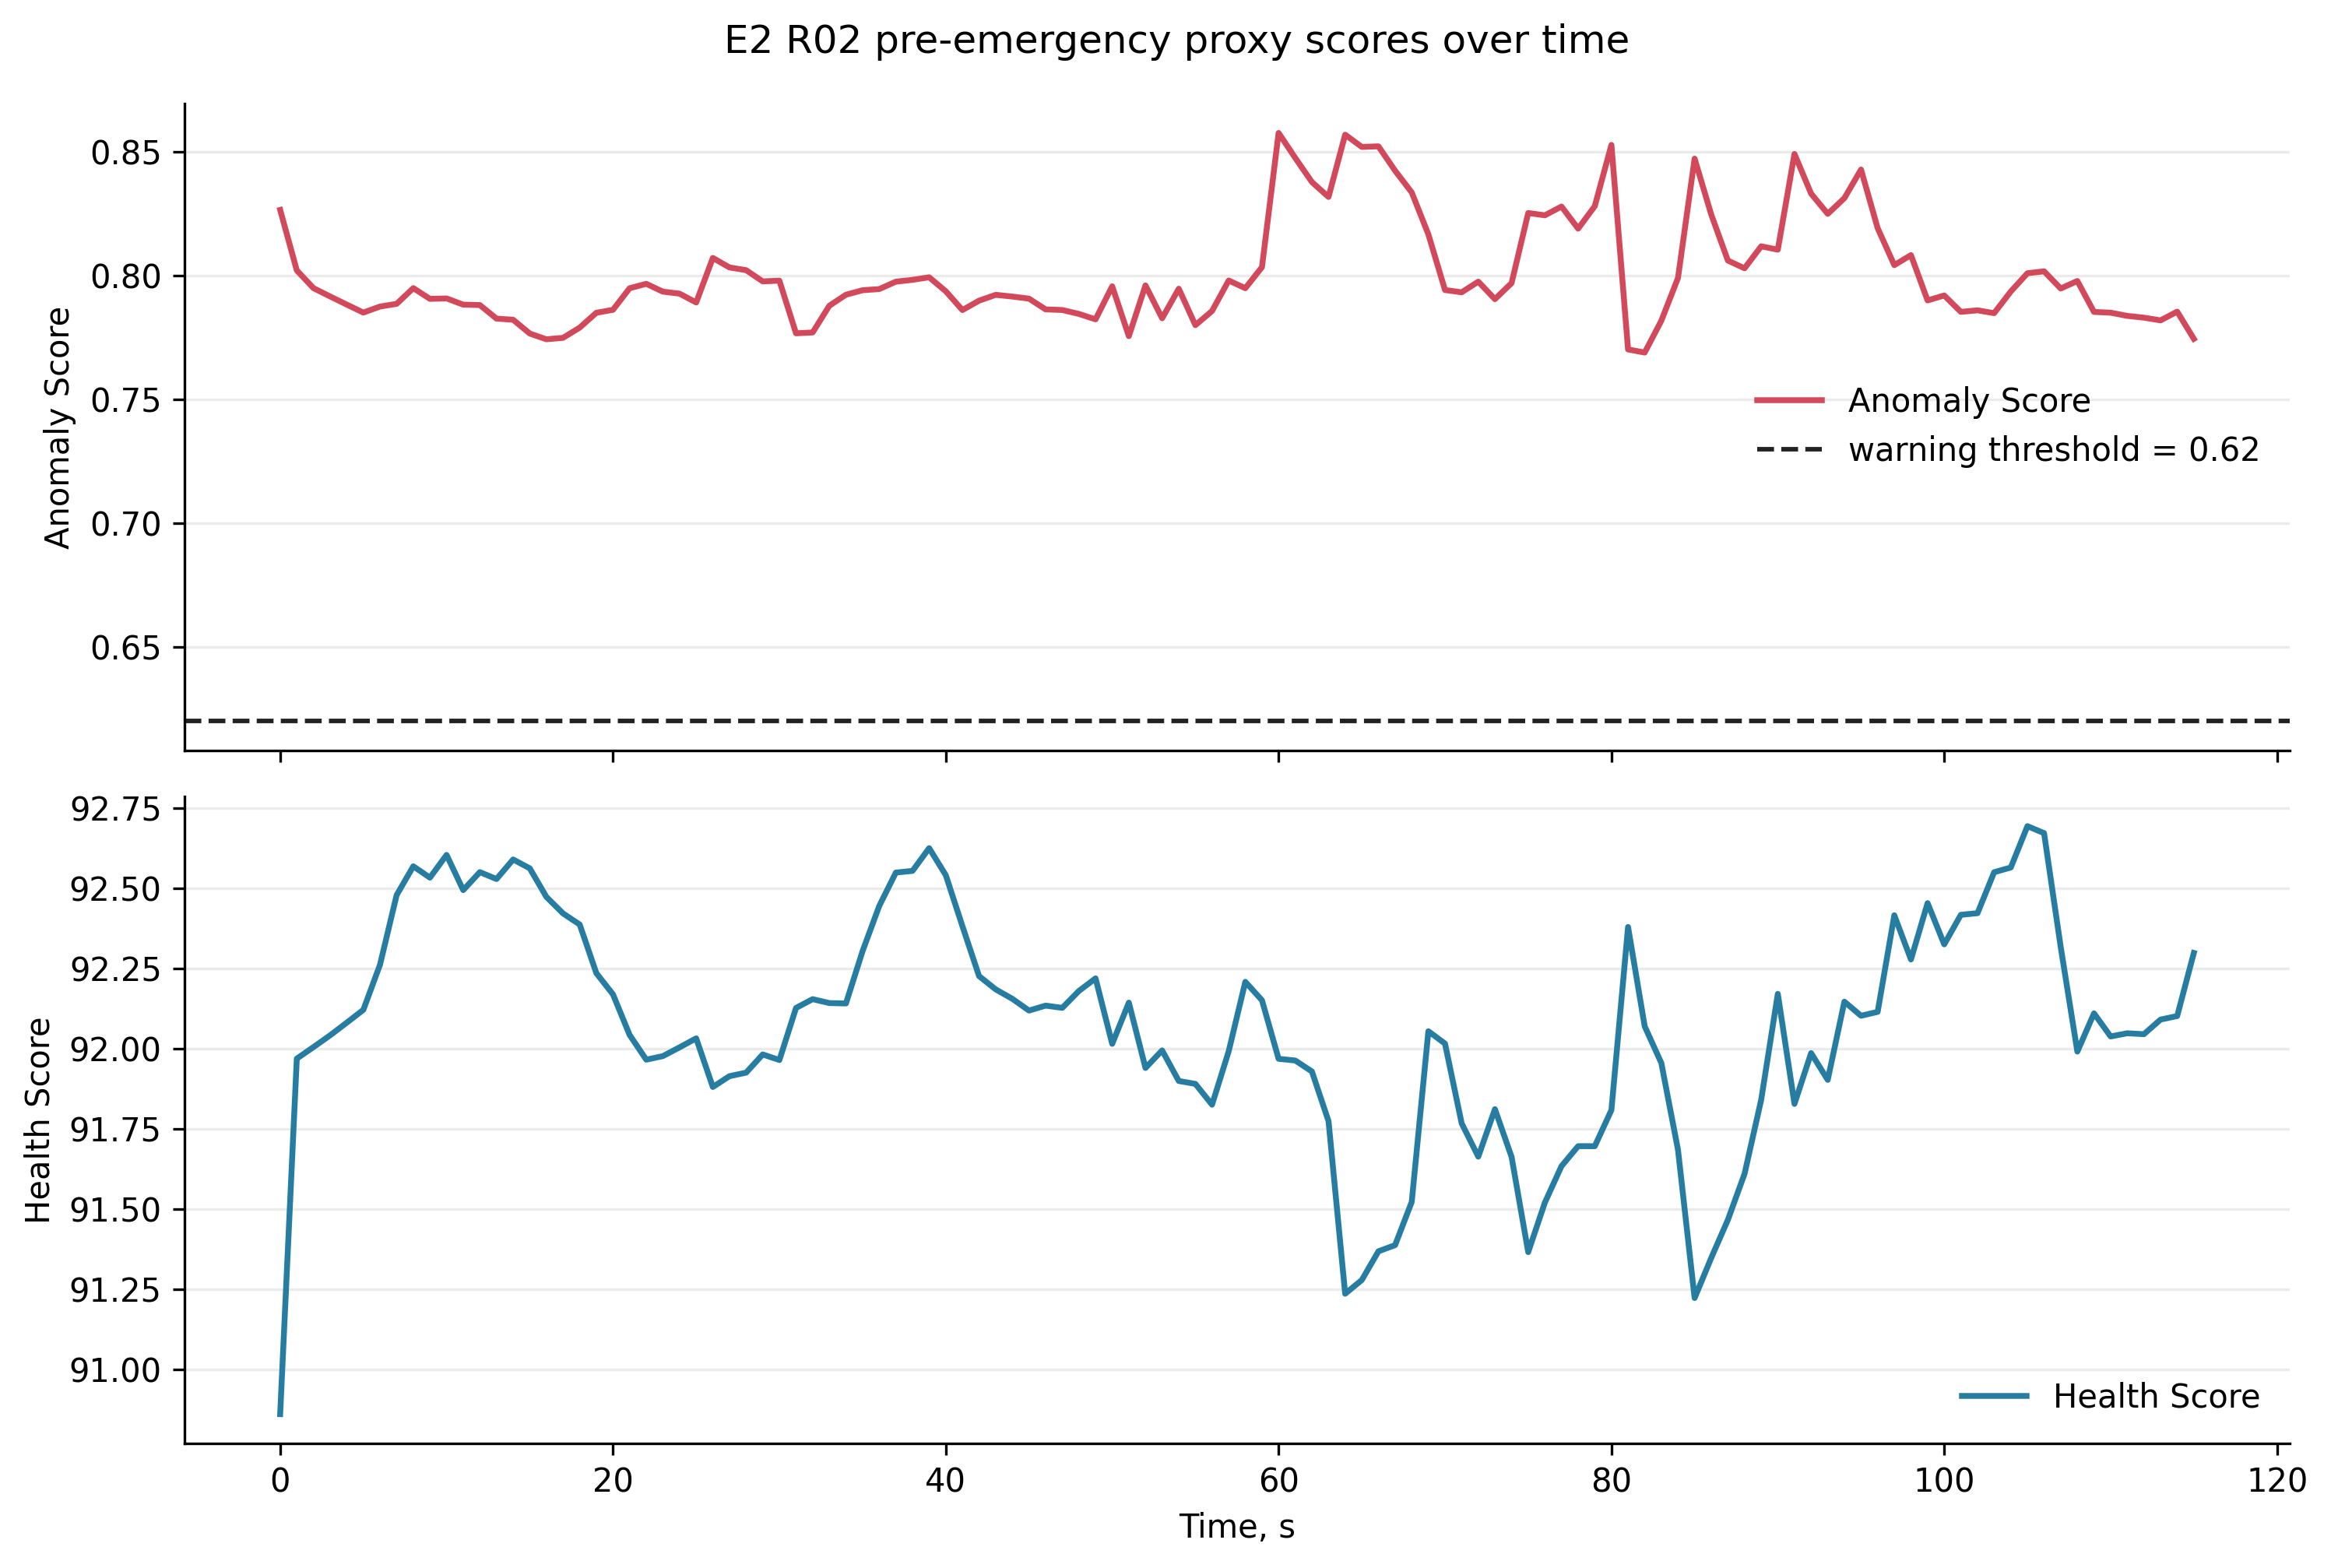 E2 R02 pre-emergency proxy scores over time
Anomaly Score
0.85
0.80
0.75
0.70
0.65
Anomaly Score
warning threshold = 0.62
Health Score
92.75
92.50
92.25
92.00
91.75
91.50
91.25
91.00
Health Score
0 20 40 60 80 100 120
Time, s